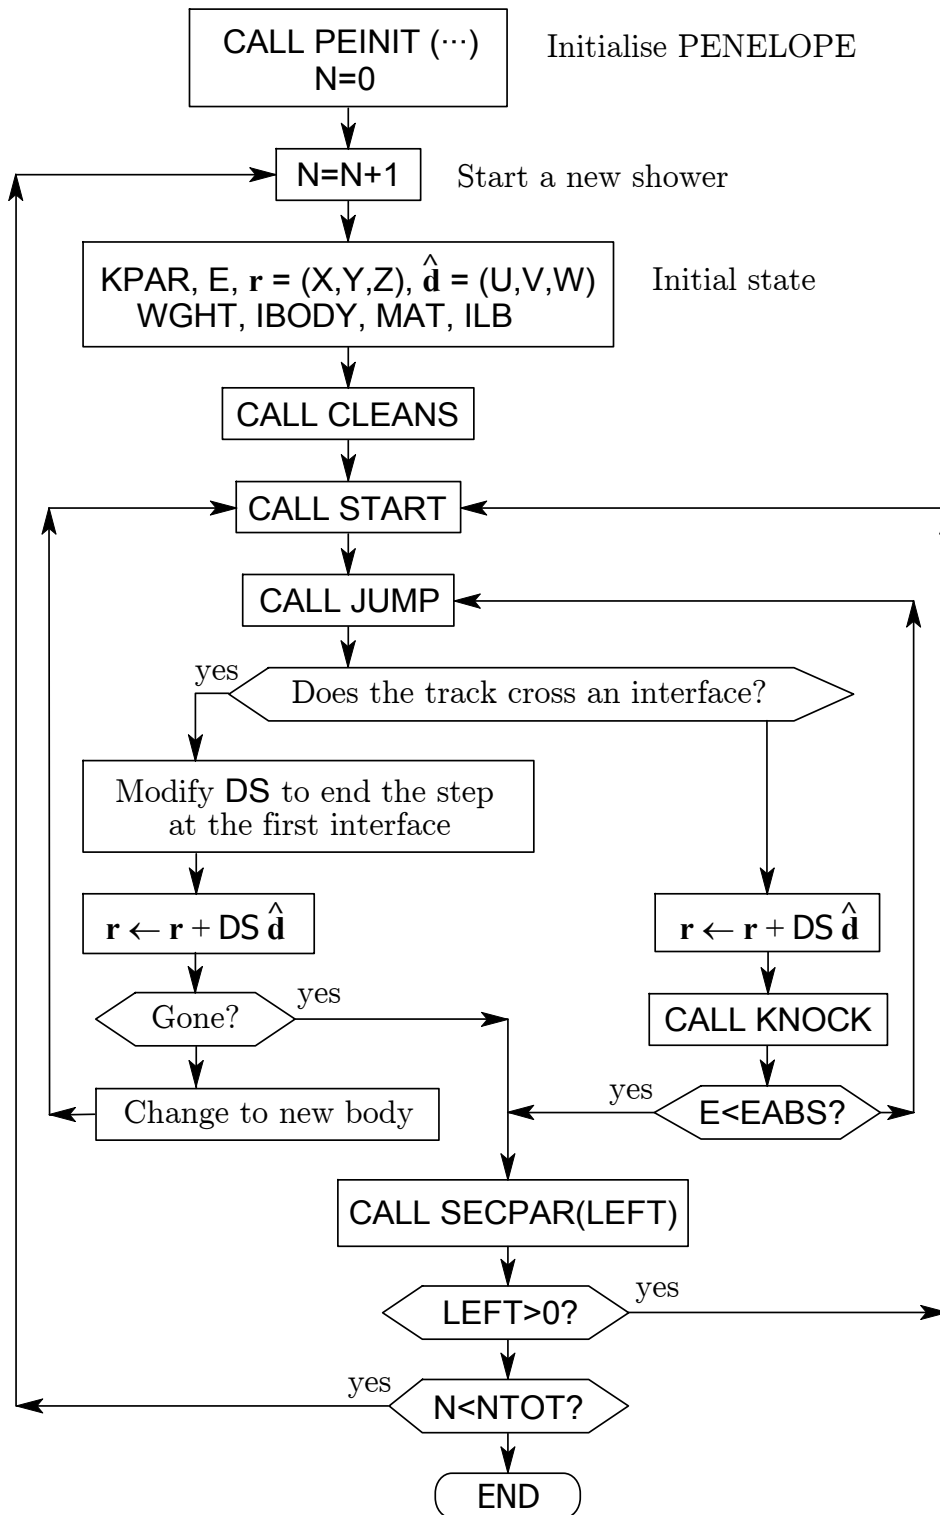 CALL PEINIT (···)
N=0
Initialise PENELOPE
N=N+1
Start a new shower
KPAR, E, r = (X,Y,Z), d̂ = (U,V,W)
WGHT, IBODY, MAT, ILB
Initial state
CALL CLEANS
CALL START
CALL JUMP
yes
Does the track cross an interface?
Modify DS to end the step
at the first interface
r ← r + DS d̂
r ← r + DS d̂
Gone?
yes
CALL KNOCK
Change to new body
yes
E<EABS?
CALL SECPAR(LEFT)
LEFT>0?
yes
yes
N<NTOT?
END